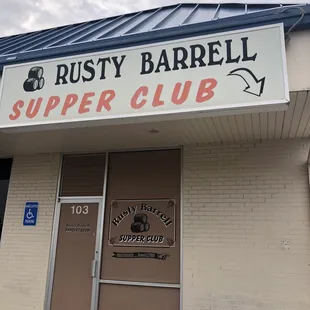 RUSTY BARRELL
SUPPER CLUB
103
Rusty Barrell
SUPPER CLUB